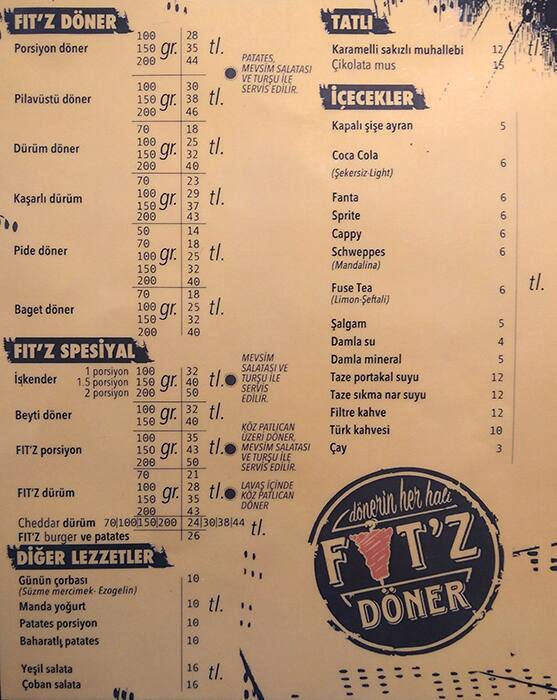 FIT'Z DÖNER
Porsiyon döner
100 28
150 gr. 35 tl.
200 44
PATATES,
MEVSİM SALATASI
VE TURŞU İLE
SERVİS EDİLİR.
Pilavüstü döner
100 30
150 gr. 38 tl.
200 46
Dürüm döner
70 18
100 25
150 gr. 32 tl.
200 40
Kaşarlı dürüm
70 23
100 29
150 gr. 37 tl.
200 43
Pide döner
50 14
70 18
100 gr. 25 tl.
150 32
200 40
Baget döner
70 18
100 25
150 gr. 32 tl.
200 40
FIT'Z SPESİYAL
İskender
1 porsiyon 100 32
1.5 porsiyon 150 gr. 40 tl.
2 porsiyon 200 50
MEVSİM
SALATASI VE
TURŞU İLE
SERVİS
EDİLİR.
Beyti döner
100 32
150 gr. 40 tl.
FIT'Z porsiyon
100 35
150 gr. 43 tl.
200 50
KÖZ PATLICAN
ÜZERİ DÖNER,
MEVSİM SALATASI
VE TURŞU İLE
SERVİS EDİLİR.
FIT'Z dürüm
70 21
100 28
150 gr. 35 tl.
200 43
LAVAŞ İÇİNDE
KÖZ PATLICAN
DÖNER
Cheddar dürüm 70|100|150|200 24|30|38|44 tl.
FIT'Z burger ve patates 26
DİĞER LEZZETLER
Günün çorbası 10
(Süzme mercimek- Ezogelin)
Manda yoğurt 10 tl.
Patates porsiyon 10
Baharatlı patates 10
Yeşil salata 16 tl.
Çoban salata 16
TATLI
Karamelli sakızlı muhallebi 12 tl.
Çikolata mus 15
İÇECEKLER
Kapalı şişe ayran 5
Coca Cola 6
(Şekersiz-Light)
Fanta 6
Sprite 6
Cappy 6
Schweppes 6
(Mandalina)
Fuse Tea 6 tl.
(Limon-Şeftali)
Şalgam 5
Damla su 4
Damla mineral 5
Taze portakal suyu 12
Taze sıkma nar suyu 12
Filtre kahve 12
Türk kahvesi 10
Çay 3
dönerin her hali
FIT'Z
DÖNER